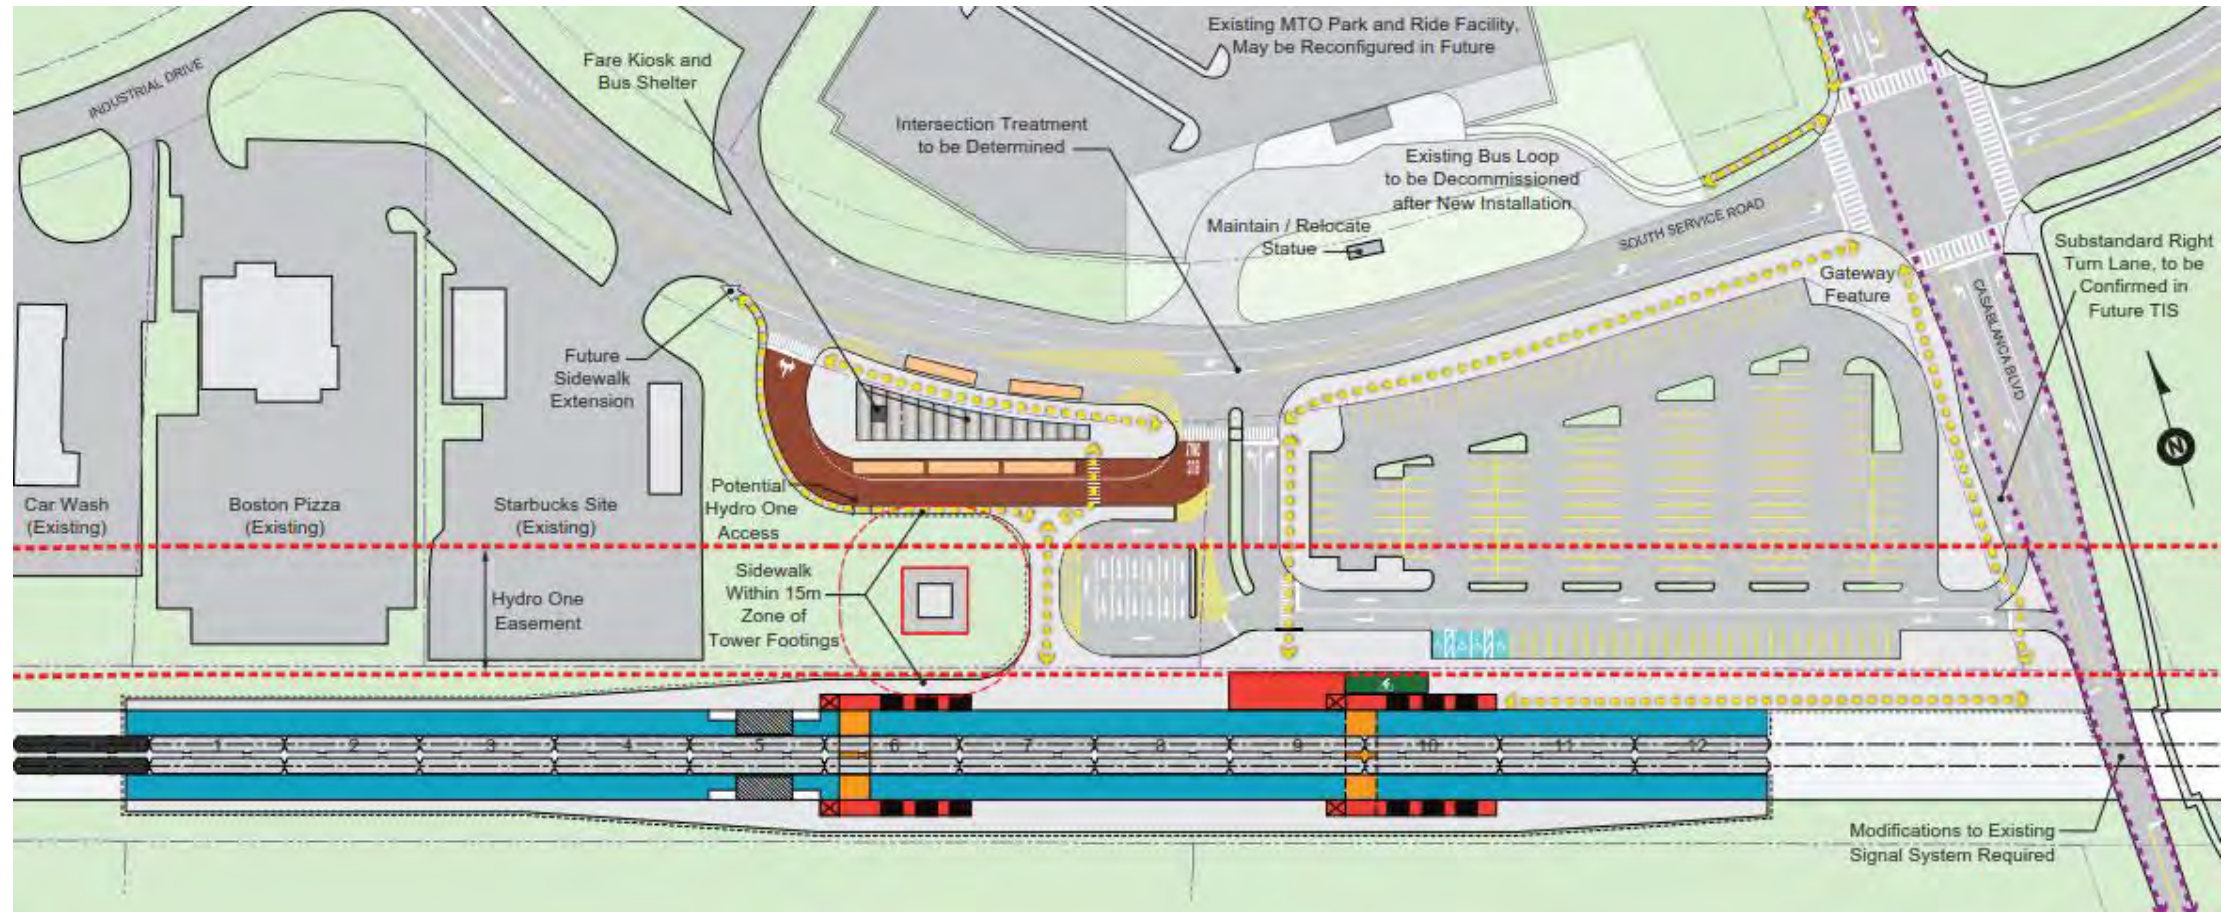 Existing MTO Park and Ride Facility,
May be Reconfigured in Future
Fare Kiosk and
Bus Shelter
INDUSTRIAL DRIVE
Intersection Treatment
to be Determined
Existing Bus Loop
to be Decommissioned
after New Installation
Maintain / Relocate
Statue
SOUTH SERVICE ROAD
Substandard Right
Turn Lane, to be
Confirmed in
Future TIS
Gateway
Feature
CASABLANCA BLVD
Future
Sidewalk
Extension
N
Car Wash
(Existing)
Boston Pizza
(Existing)
Starbucks Site
(Existing)
Potential
Hydro One
Access
Sidewalk
Within 15m
Zone of
Tower Footings
Hydro One
Easement
1 2 3 4 5 6 7 8 9 10 11 12
Modifications to Existing
Signal System Required